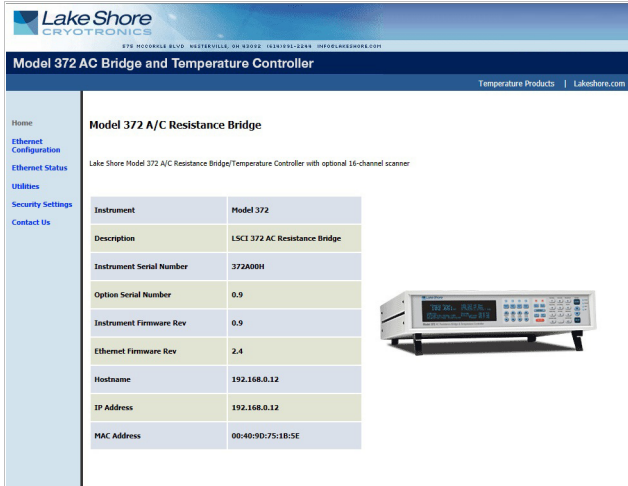 Lake Shore
CRYOTRONICS
575 MCCORKLE BLVD WESTERVILLE, OH 43082 (614)891-2244 INFO@LAKESHORE.COM
Model 372 AC Bridge and Temperature Controller
Temperature Products | Lakeshore.com
Home
Ethernet
Configuration
Ethernet Status
Utilities
Security Settings
Contact Us
Model 372 A/C Resistance Bridge
Lake Shore Model 372 A/C Resistance Bridge/Temperature Controller with optional 16-channel scanner
Instrument Model 372
Description LSCI 372 AC Resistance Bridge
Instrument Serial Number 372A00H
Option Serial Number 0.9
Instrument Firmware Rev 0.9
Ethernet Firmware Rev 2.4
Hostname 192.168.0.12
IP Address 192.168.0.12
MAC Address 00:40:9D:75:1B:5E